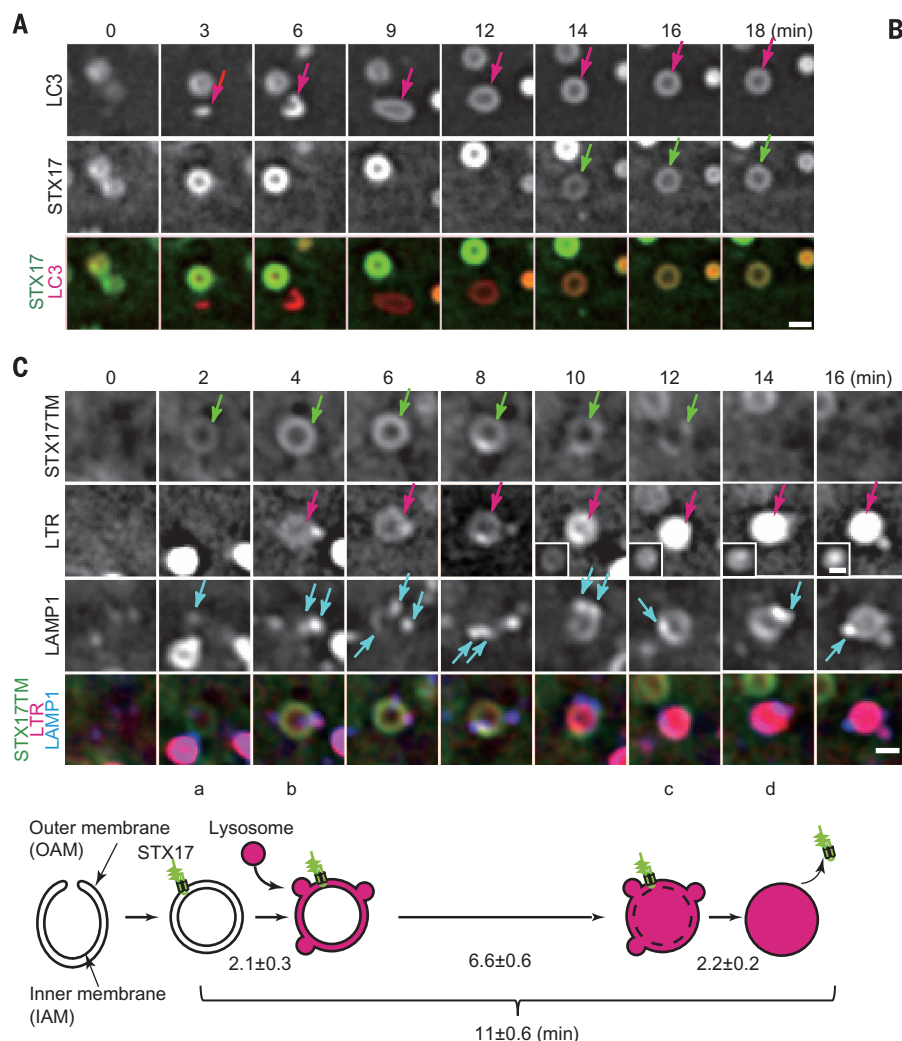 A
B
0 3 6 9 12 14 16 18 (min)
LC3
STX17
STX17
LC3
C
0 2 4 6 8 10 12 14 16 (min)
STX17TM
LTR
LAMP1
STX17TM
LTR
LAMP1
a b c d
Outer membrane
(OAM)
STX17
Lysosome
Inner membrane
(IAM)
2.1±0.3
6.6±0.6
2.2±0.2
11±0.6 (min)